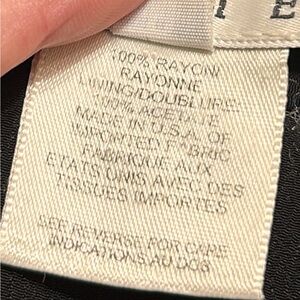 E
100% RAYON/
RAYONNE
LINING/DOUBLURE:
100% ACETATE
MADE IN U.S.A. OF
IMPORTED FABRIC
FABRIQUE AUX
ETATS UNIS AVEC DES
TISSUES IMPORTES
SEE REVERSE FOR CARE
INDICATIONS AU DOS